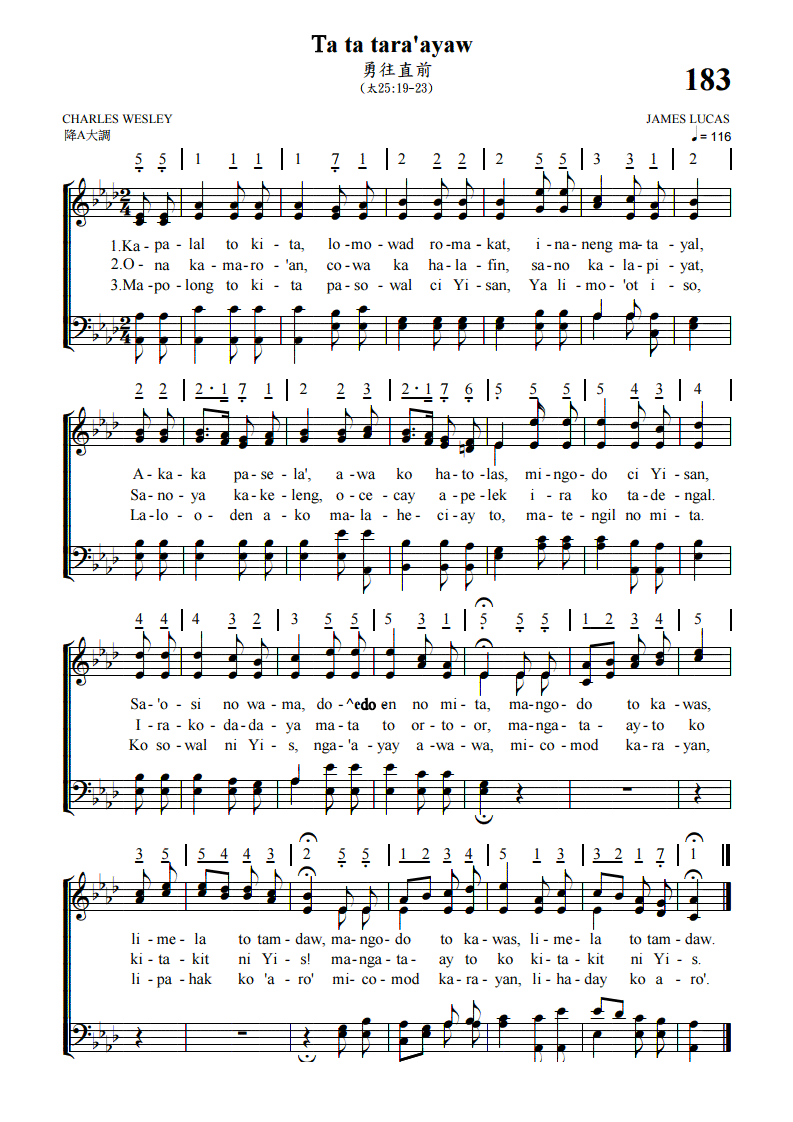 Ta ta tara'ayaw
勇往直前
(太25:19-23)
183
CHARLES WESLEY
JAMES LUCAS
降A大調
♩ = 116
5 5 | 1 1 1 | 1 7 1 | 2 2 2 | 2 5 5 | 3 3 1 | 2 |
1.Ka - pa - lal to ki - ta, lo - mo - wad ro - ma - kat, i - na - neng ma - ta - yal,
2.O - na ka - ma - ro - 'an, co - wa ka ha - la - fin, sa - no ka - la - pi - yat,
3.Ma - po - long to ki - ta pa - so - wal ci Yi - san, Ya li - mo - 'ot i - so,
2 2 | 2 · 1 7 1 | 2 2 3 | 2 · 1 7 6 | 5 5 5 | 5 4 3 | 4 |
A - ka - ka pa - se - la', a - wa ko ha - to - las, mi - ngo - do ci Yi - san,
Sa - no - ya ka - ke - leng, o - ce - cay a - pe - lek i - ra ko ta - de - ngal.
La - lo - o - den a - ko ma - la - he - ci - ay to, ma - te - ngil no mi - ta.
4 4 | 4 3 2 | 3 5 5 | 5 3 1 | 5 5 5 | 1 2 3 4 | 5 |
Sa - 'o - si no wa - ma, do - ^edo en no mi - ta, ma - ngo - do to ka - was,
I - ra - ko - da - da - ya ma - ta to or - to - or, ma - nga - ta - ay - to ko
Ko so - wal ni Yi - s, nga - 'a - yay a - wa - wa, mi - co - mod ka - ra - yan,
3 5 | 5 4 4 3 | 2 5 5 | 1 2 3 4 | 5 1 3 | 3 2 1 7 | 1 ‖
li - me - la to tam - daw, ma - ngo - do to ka - was, li - me - la to tam - daw.
ki - ta - kit ni Yi - s! ma - nga - ta - ay to ki - ta - kit ni Yi - s.
li - pa - hak ko 'a - ro' mi - co - mod ka - ra - yan, li - ha - day ko a - ro'.